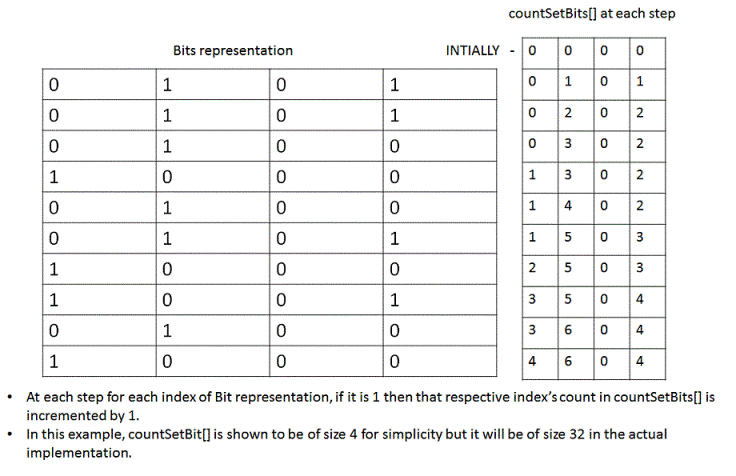 countSetBits[] at each step
Bits representation INTIALLY - 0 0 0 0
0 1 0 1 0 1 0 1
0 1 0 1 0 2 0 2
0 1 0 0 0 3 0 2
1 0 0 0 1 3 0 2
0 1 0 0 1 4 0 2
0 1 0 1 1 5 0 3
1 0 0 0 2 5 0 3
1 0 0 1 3 5 0 4
0 1 0 0 3 6 0 4
1 0 0 0 4 6 0 4
• At each step for each index of Bit representation, if it is 1 then that respective index's count in countSetBits[] is
incremented by 1.
• In this example, countSetBit[] is shown to be of size 4 for simplicity but it will be of size 32 in the actual
implementation.